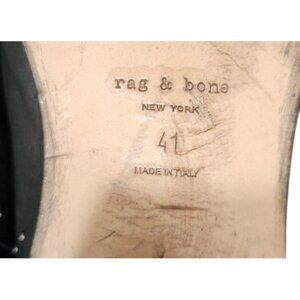 rag & bone
NEW YORK
41
MADE IN ITALY